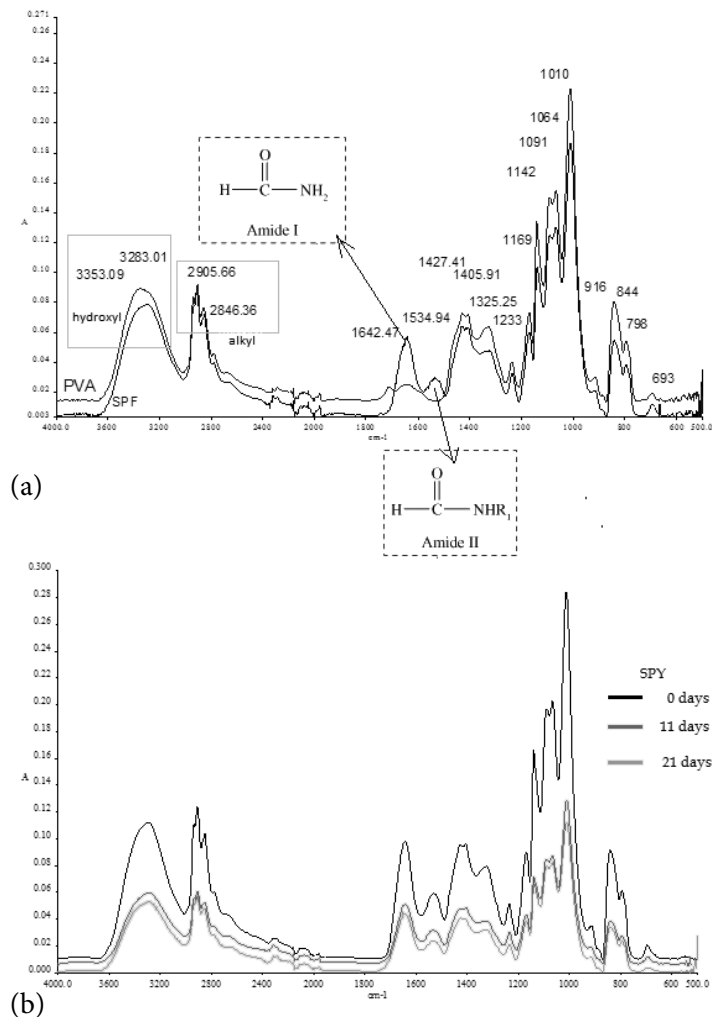 0.271
0.26
0.24
0.22
0.20
0.18
0.16
A 0.14
0.12
0.10
0.08
0.06
0.04
0.02
0.003
4000.0 3600 3200 2800 2400 2000 1800 1600 1400 1200 1000 800 600 500.0
cm-1
O
H C NH2
Amide I
3353.09
3283.01
hydroxyl
2905.66
2846.36
alkyl
PVA
SPF
1642.47
1534.94
1427.41
1405.91
1325.25
1233
1169
1142
1091
1064
1010
916
844
798
693
(a)
O
H C NHR1
Amide II
0.300
0.28
0.26
0.24
0.22
0.20
0.18
0.16
A 0.14
0.12
0.10
0.08
0.06
0.04
0.02
0.000
4000.0 3600 3200 2800 2400 2000 1800 1600 1400 1200 1000 800 600 500.0
cm-1
SPY
0 days
11 days
21 days
(b)